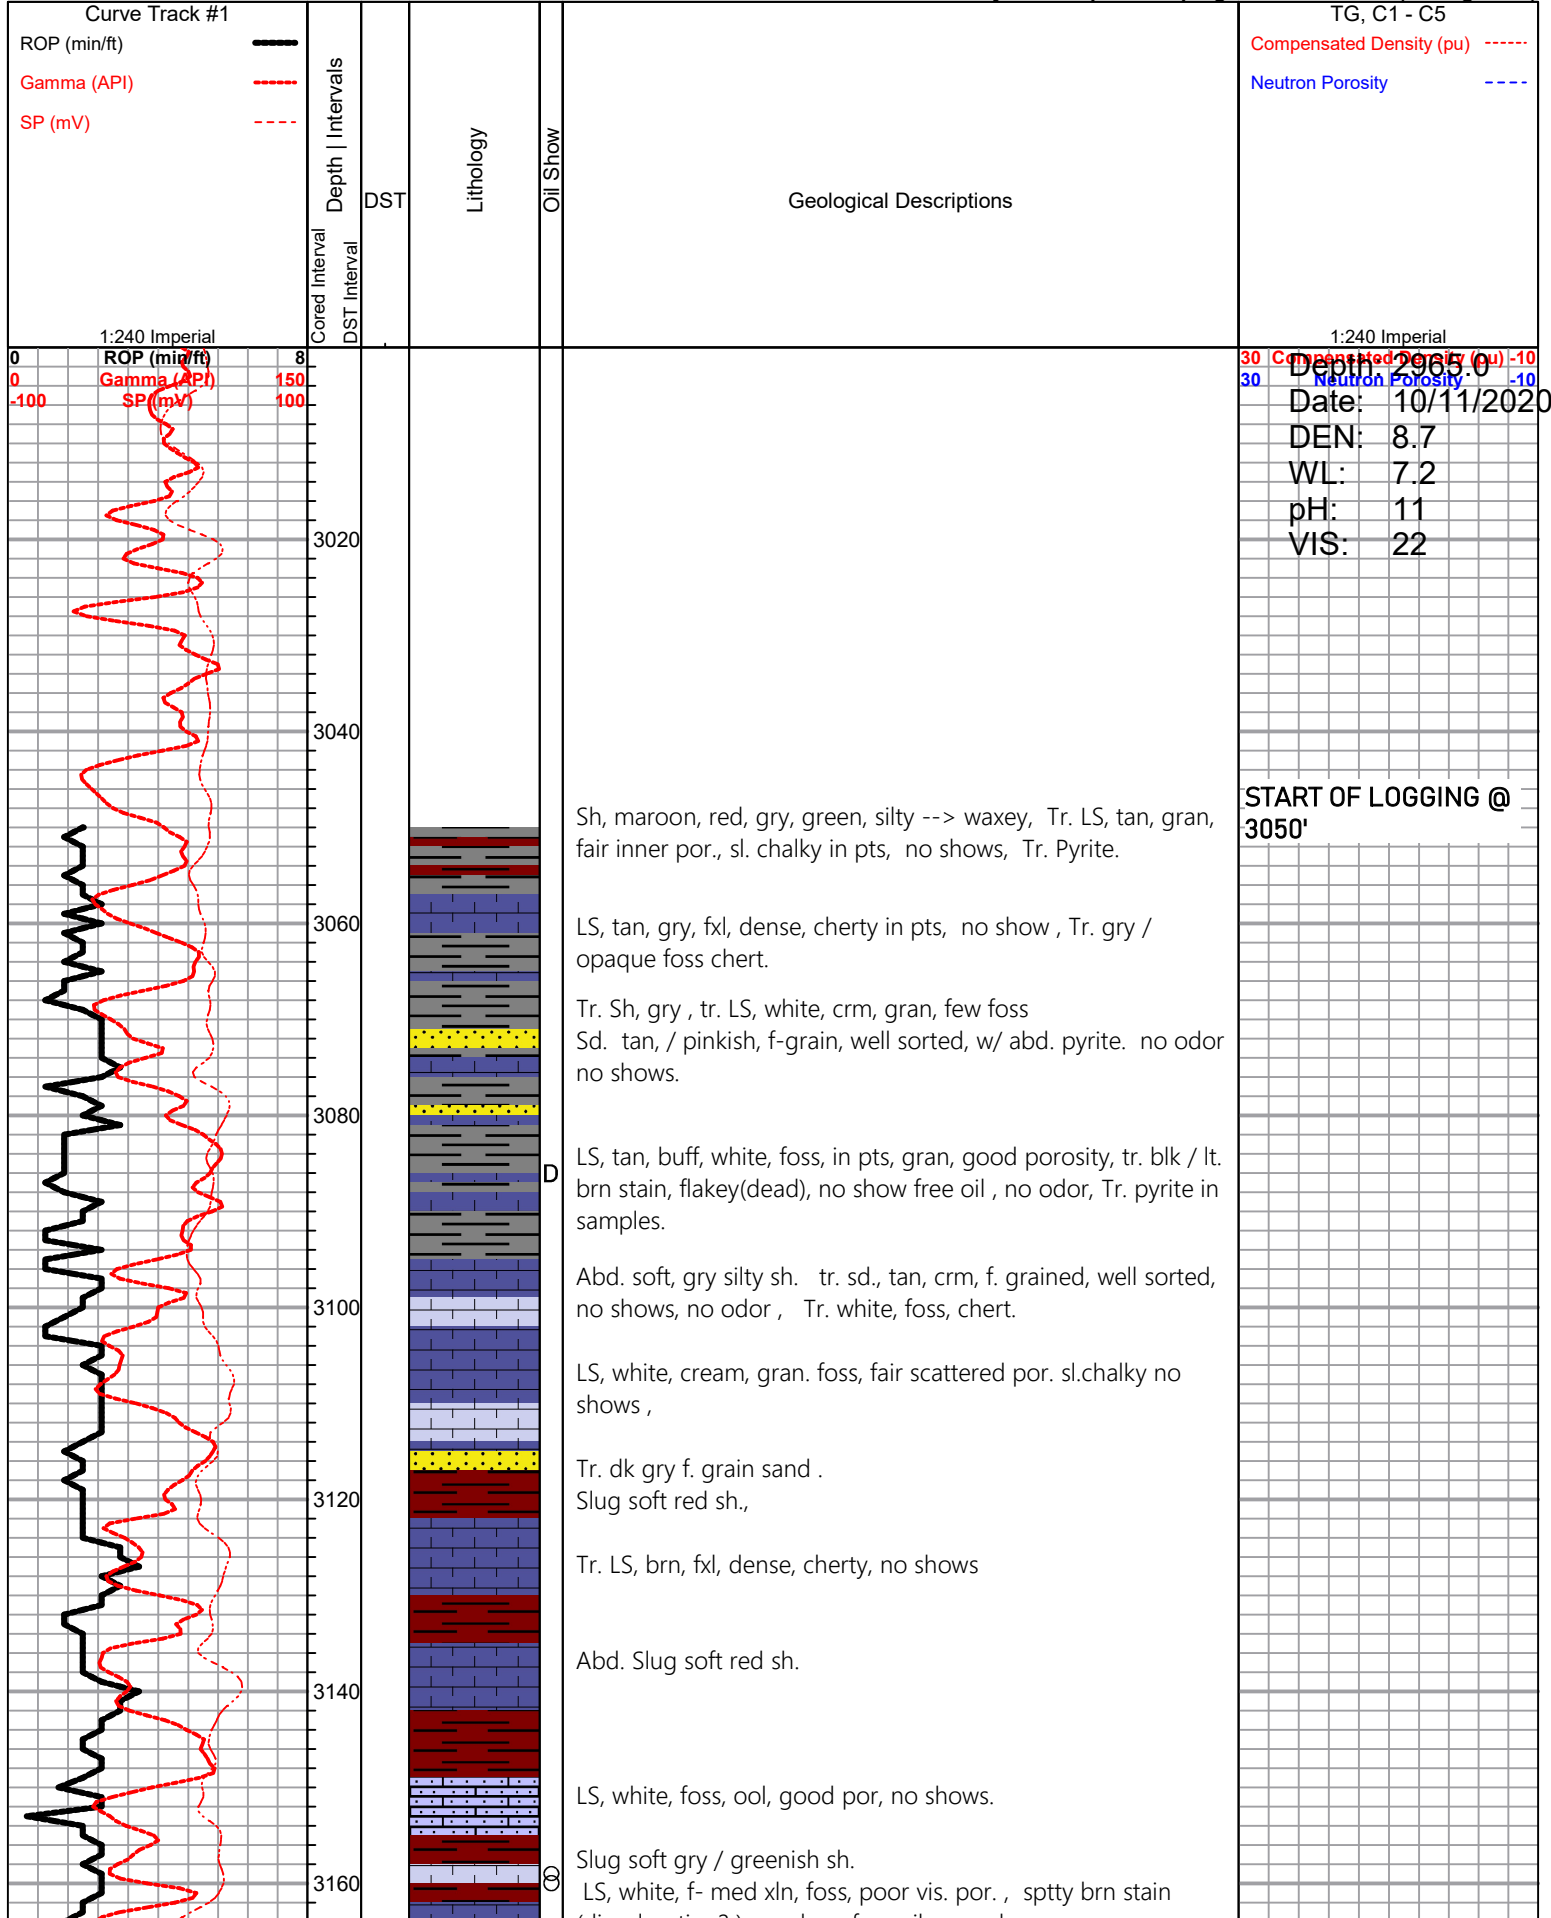 Curve Track #1
ROP (min/ft)
Gamma (API)
SP (mV)
1:240 Imperial
0 ROP (min/ft) 8
0 Gamma (API) 150
-100 SP (mV) 100
Depth | Intervals
Cored Interval
DST Interval
DST
Lithology
Oil Show
Geological Descriptions
TG, C1 - C5
Compensated Density (pu)
Neutron Porosity
1:240 Imperial
30 Compensated Density (pu) -10
30 Neutron Porosity -10
Depth: 2965.0
Date: 10/11/2020
DEN: 8.7
WL: 7.2
pH: 11
VIS: 22
3020
3040
START OF LOGGING @
3050'
Sh, maroon, red, gry, green, silty --> waxey, Tr. LS, tan, gran,
fair inner por., sl. chalky in pts, no shows, Tr. Pyrite.
3060
LS, tan, gry, fxl, dense, cherty in pts, no show , Tr. gry /
opaque foss chert.
Tr. Sh, gry , tr. LS, white, crm, gran, few foss
Sd. tan, / pinkish, f-grain, well sorted, w/ abd. pyrite. no odor
no shows.
3080
D
LS, tan, buff, white, foss, in pts, gran, good porosity, tr. blk / lt.
brn stain, flakey(dead), no show free oil , no odor, Tr. pyrite in
samples.
Abd. soft, gry silty sh. tr. sd., tan, crm, f. grained, well sorted,
no shows, no odor , Tr. white, foss, chert.
3100
LS, white, cream, gran. foss, fair scattered por. sl.chalky no
shows ,
Tr. dk gry f. grain sand .
3120
Slug soft red sh.,
Tr. LS, brn, fxl, dense, cherty, no shows
Abd. Slug soft red sh.
3140
LS, white, foss, ool, good por, no shows.
Slug soft gry / greenish sh.
3160
LS, white, f- med xln, foss, poor vis. por. , sptty brn stain